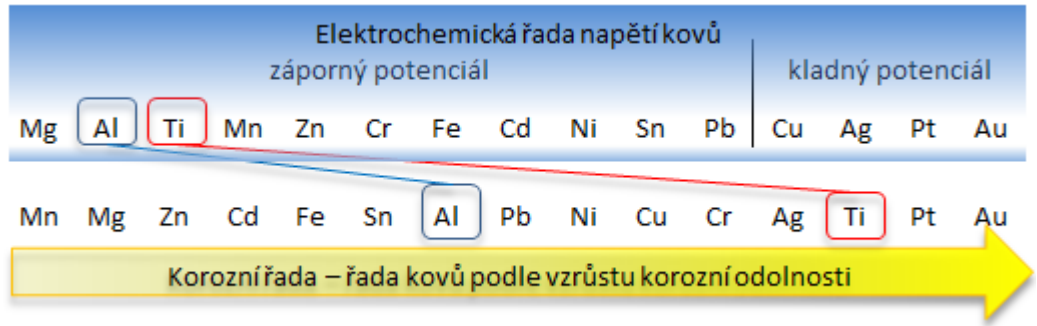 Elektrochemická řada napětí kovů
záporný potenciál kladný potenciál
Mg Al Ti Mn Zn Cr Fe Cd Ni Sn Pb Cu Ag Pt Au
Mn Mg Zn Cd Fe Sn Al Pb Ni Cu Cr Ag Ti Pt Au
Korozní řada – řada kovů podle vzrůstu korozní odolnosti